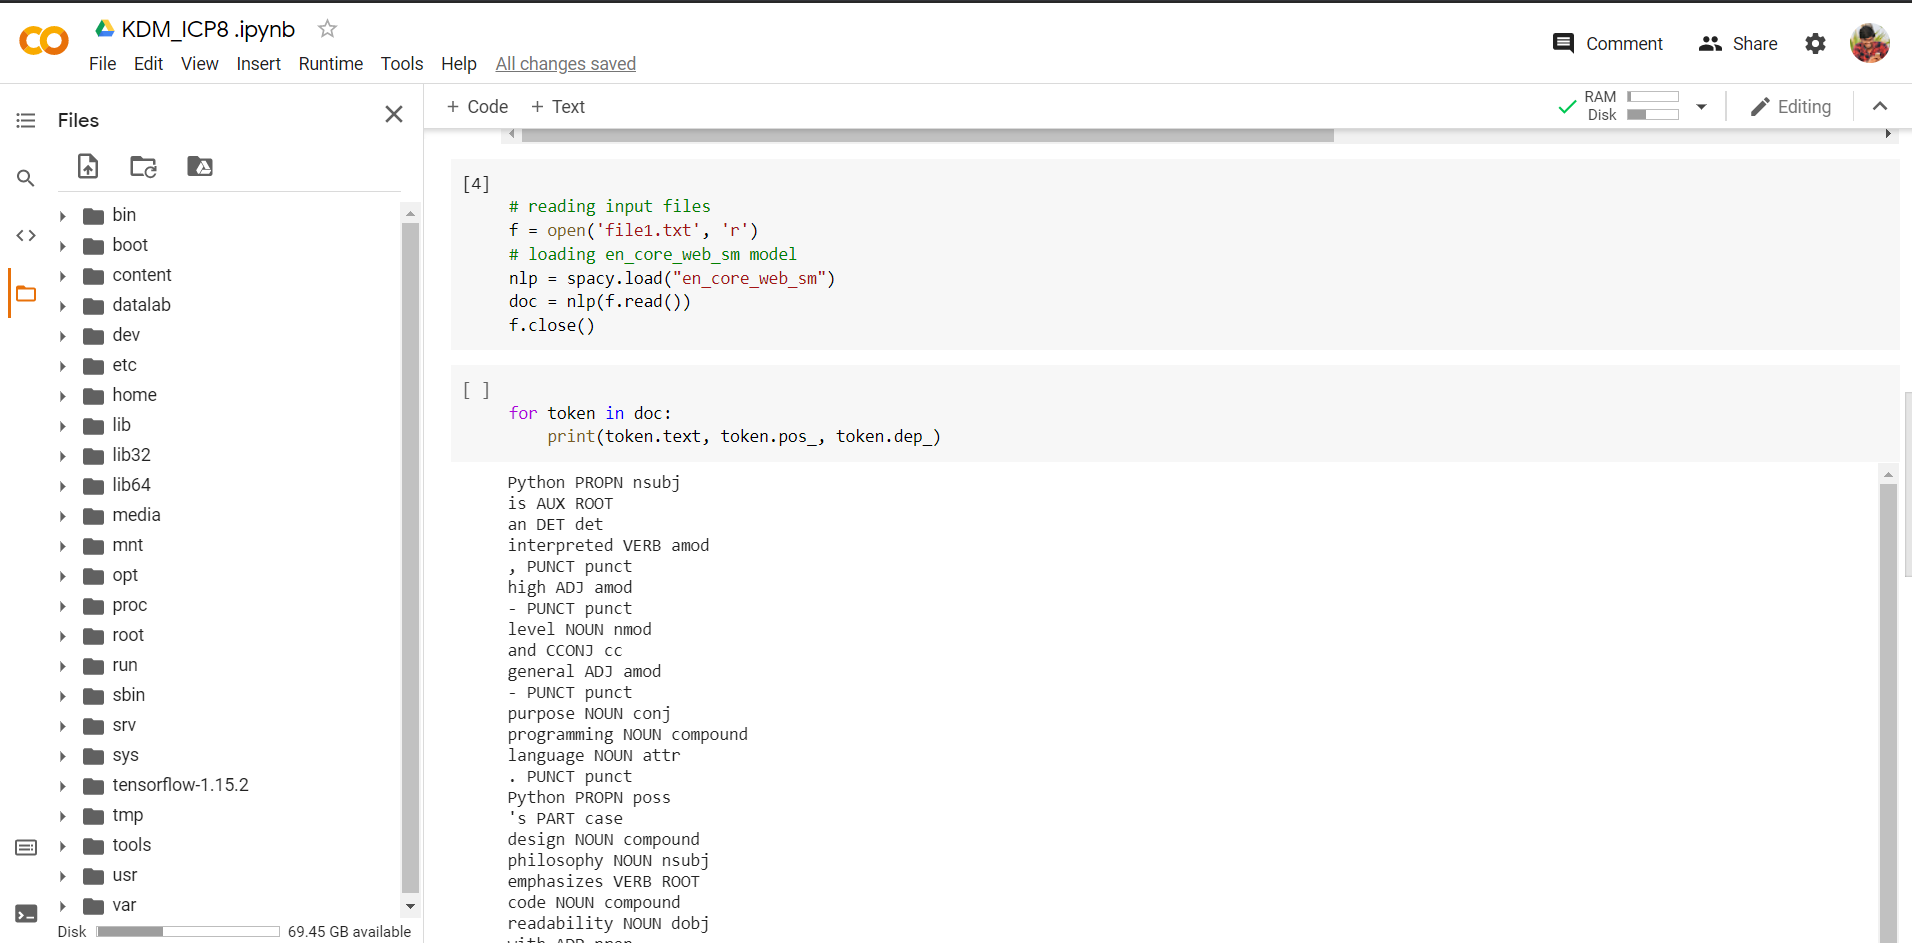 KDM_ICP8 .ipynb
File Edit View Insert Runtime Tools Help All changes saved
Comment Share
Files
+ Code + Text
RAM
Disk
Editing
bin
boot
content
datalab
dev
etc
home
lib
lib32
lib64
media
mnt
opt
proc
root
run
sbin
srv
sys
tensorflow-1.15.2
tmp
tools
usr
var
Disk 69.45 GB available
[4]
# reading input files
f = open('file1.txt', 'r')
# loading en_core_web_sm model
nlp = spacy.load("en_core_web_sm")
doc = nlp(f.read())
f.close()
[ ]
for token in doc:
    print(token.text, token.pos_, token.dep_)
Python PROPN nsubj
is AUX ROOT
an DET det
interpreted VERB amod
, PUNCT punct
high ADJ amod
- PUNCT punct
level NOUN nmod
and CCONJ cc
general ADJ amod
- PUNCT punct
purpose NOUN conj
programming NOUN compound
language NOUN attr
. PUNCT punct
Python PROPN poss
's PART case
design NOUN compound
philosophy NOUN nsubj
emphasizes VERB ROOT
code NOUN compound
readability NOUN dobj
with ADP prep